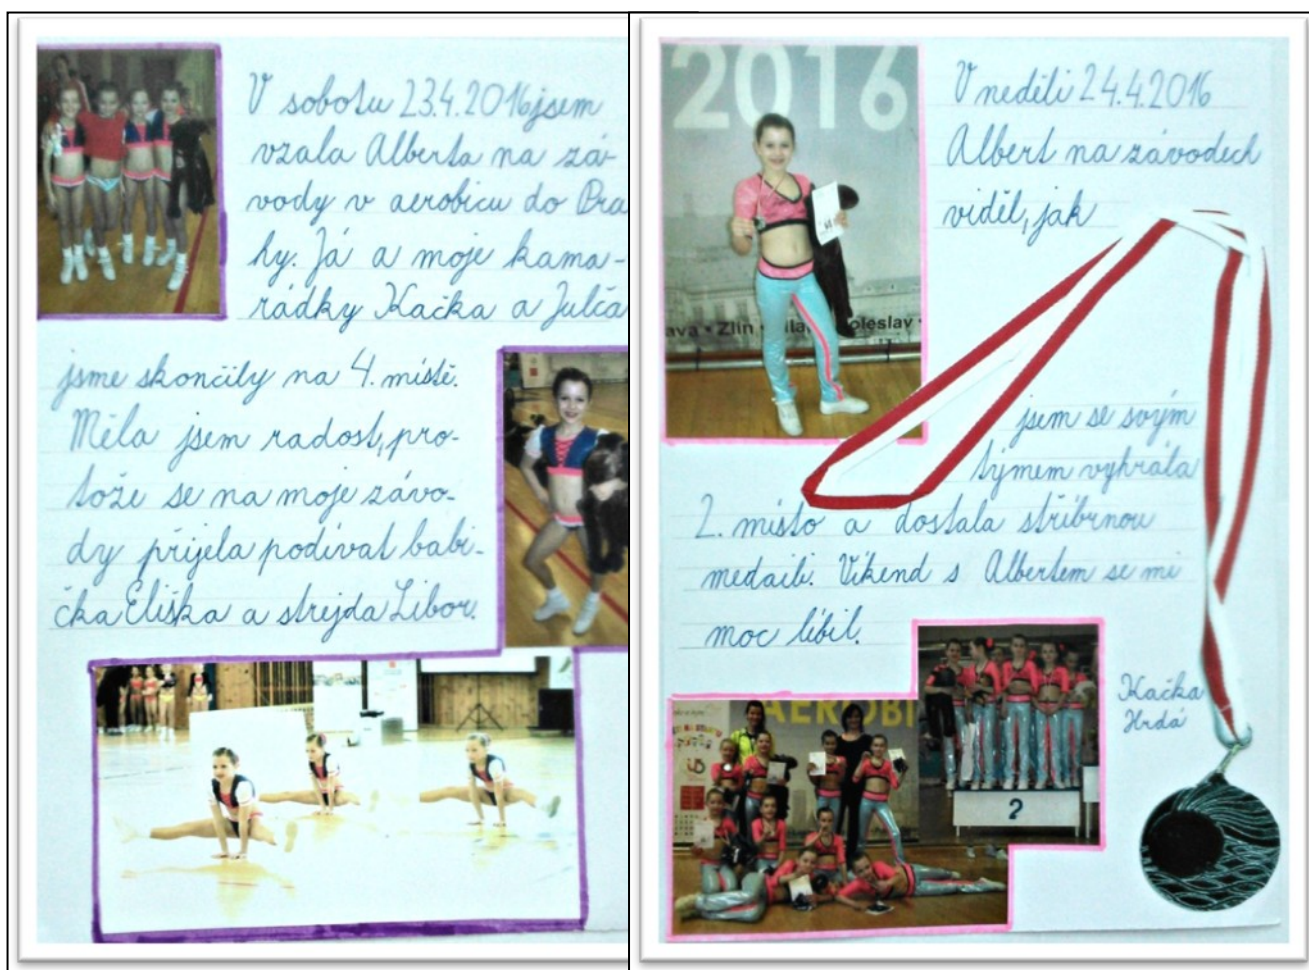 V sobotu 23.4.2016 jsem
vzala Alberta na zá-
vody v aerobicu do Pra
hy. Já a moje kama-
rádky Kačka a Julča
jsme skončily na 4. místě.
Měla jsem radost, pro-
tože se na moje závo-
dy přijela podívat babi-
čka Eliška a strejda Libor.
2016
Zlín
oleslav
V neděli 24.4.2016
Albert na závodech
viděl, jak
jsem se svým
týmem vyhrála
2. místo a dostala stříbrnou
medaili. Víkend s Albertem se mi
moc líbil.
Kačka
Hrdá
AEROBI
2